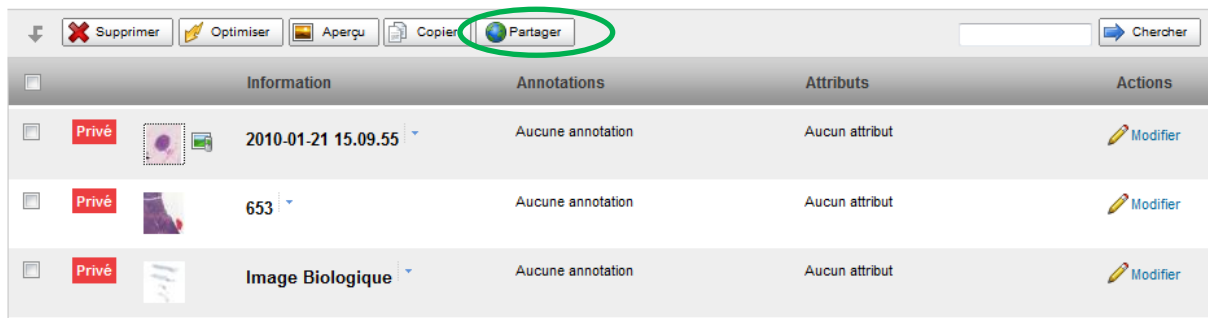 Supprimer Optimiser Aperçu Copier Partager Chercher
Information Annotations Attributs Actions
Privé 2010-01-21 15.09.55 Aucune annotation Aucun attribut Modifier
Privé 653 Aucune annotation Aucun attribut Modifier
Privé Image Biologique Aucune annotation Aucun attribut Modifier